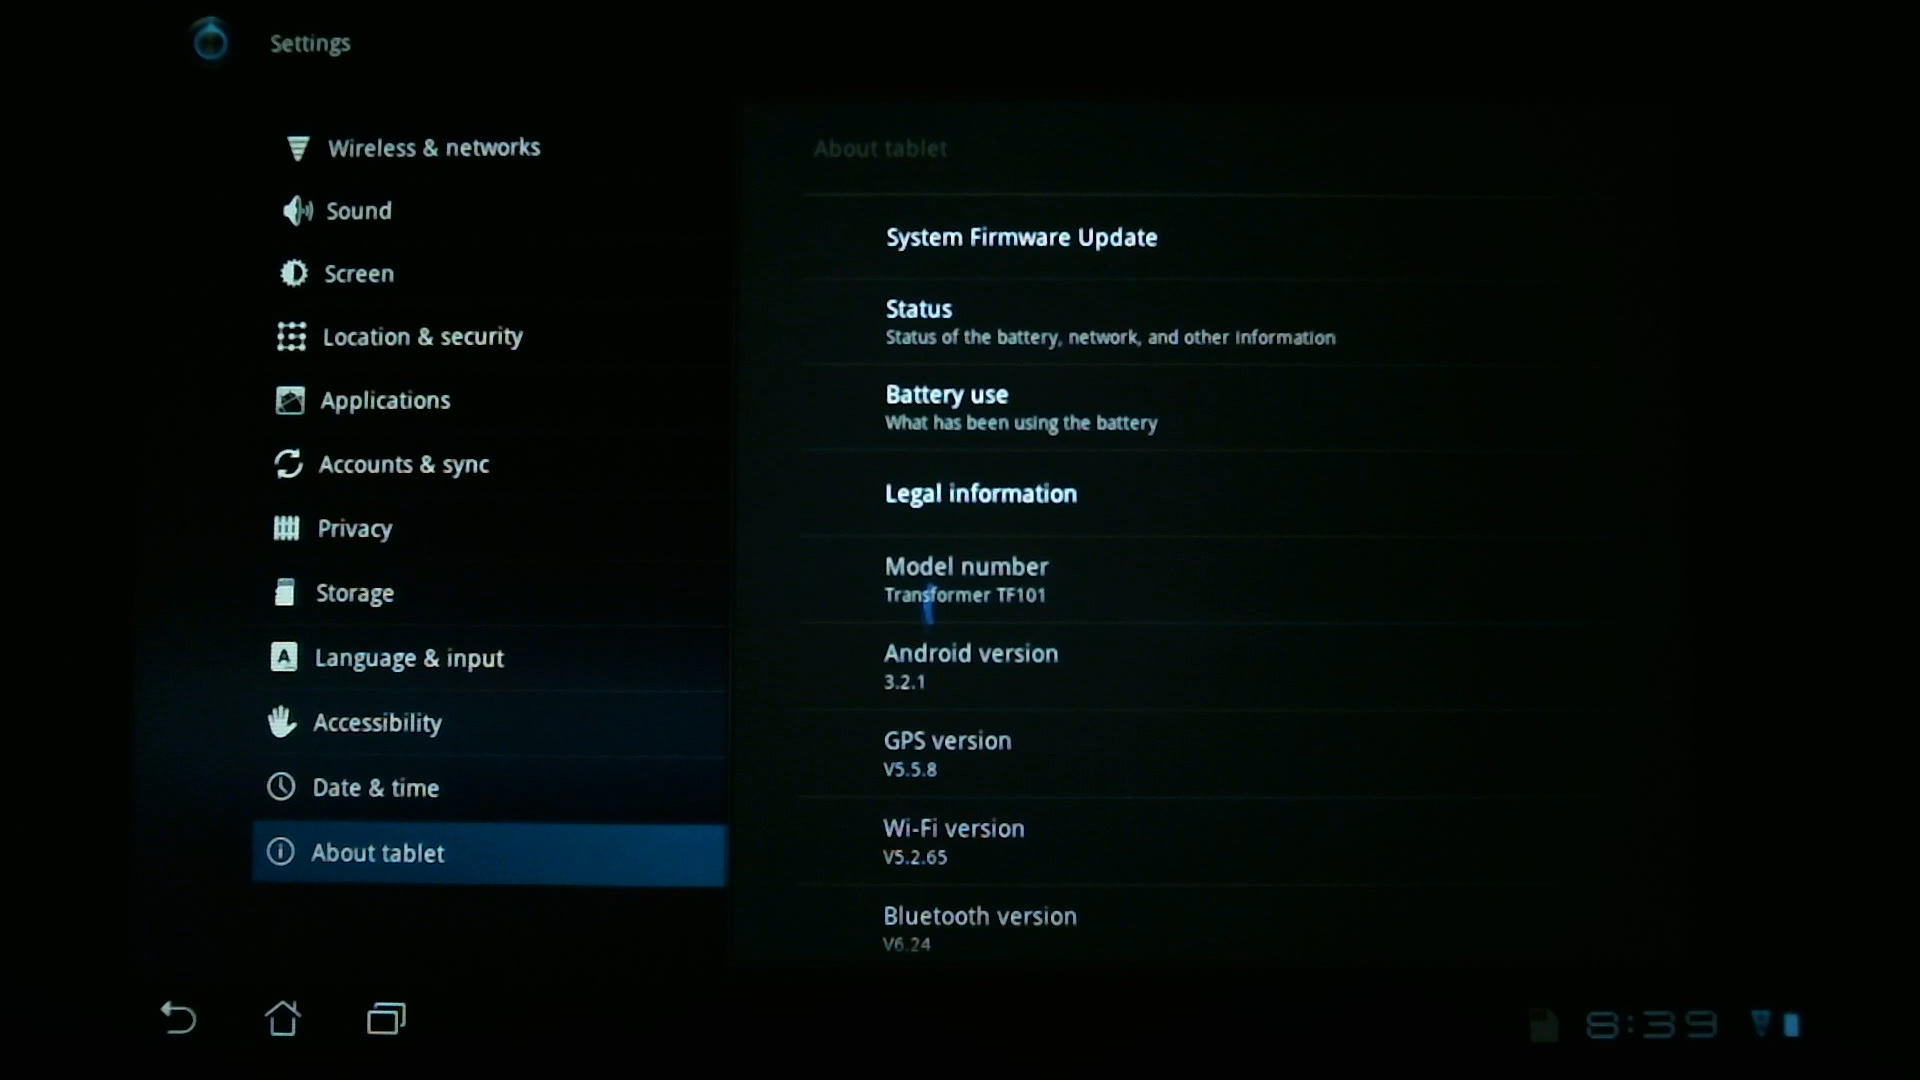 Settings
Wireless & networks
Sound
Screen
Location & security
Applications
Accounts & sync
Privacy
Storage
Language & input
Accessibility
Date & time
About tablet
About tablet
System Firmware Update
Status
Status of the battery, network, and other information
Battery use
What has been using the battery
Legal information
Model number
Transformer TF101
Android version
3.2.1
GPS version
V5.5.8
Wi-Fi version
V5.2.65
Bluetooth version
V6.24
8:39